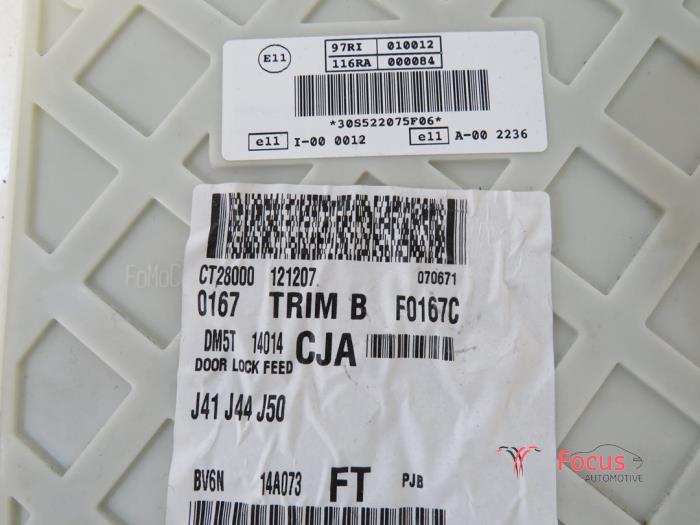 E11 97RI 010012
116RA 000084
*30S522075F06*
e11 I-00 0012 e11 A-00 2236
FoMoC
CT28000 121207 070671
0167 TRIM B F0167C
DM5T 14014 CJA
DOOR LOCK FEED
J41 J44 J50
BV6N 14A073 FT PJB
Focus
AUTOMOTIVE